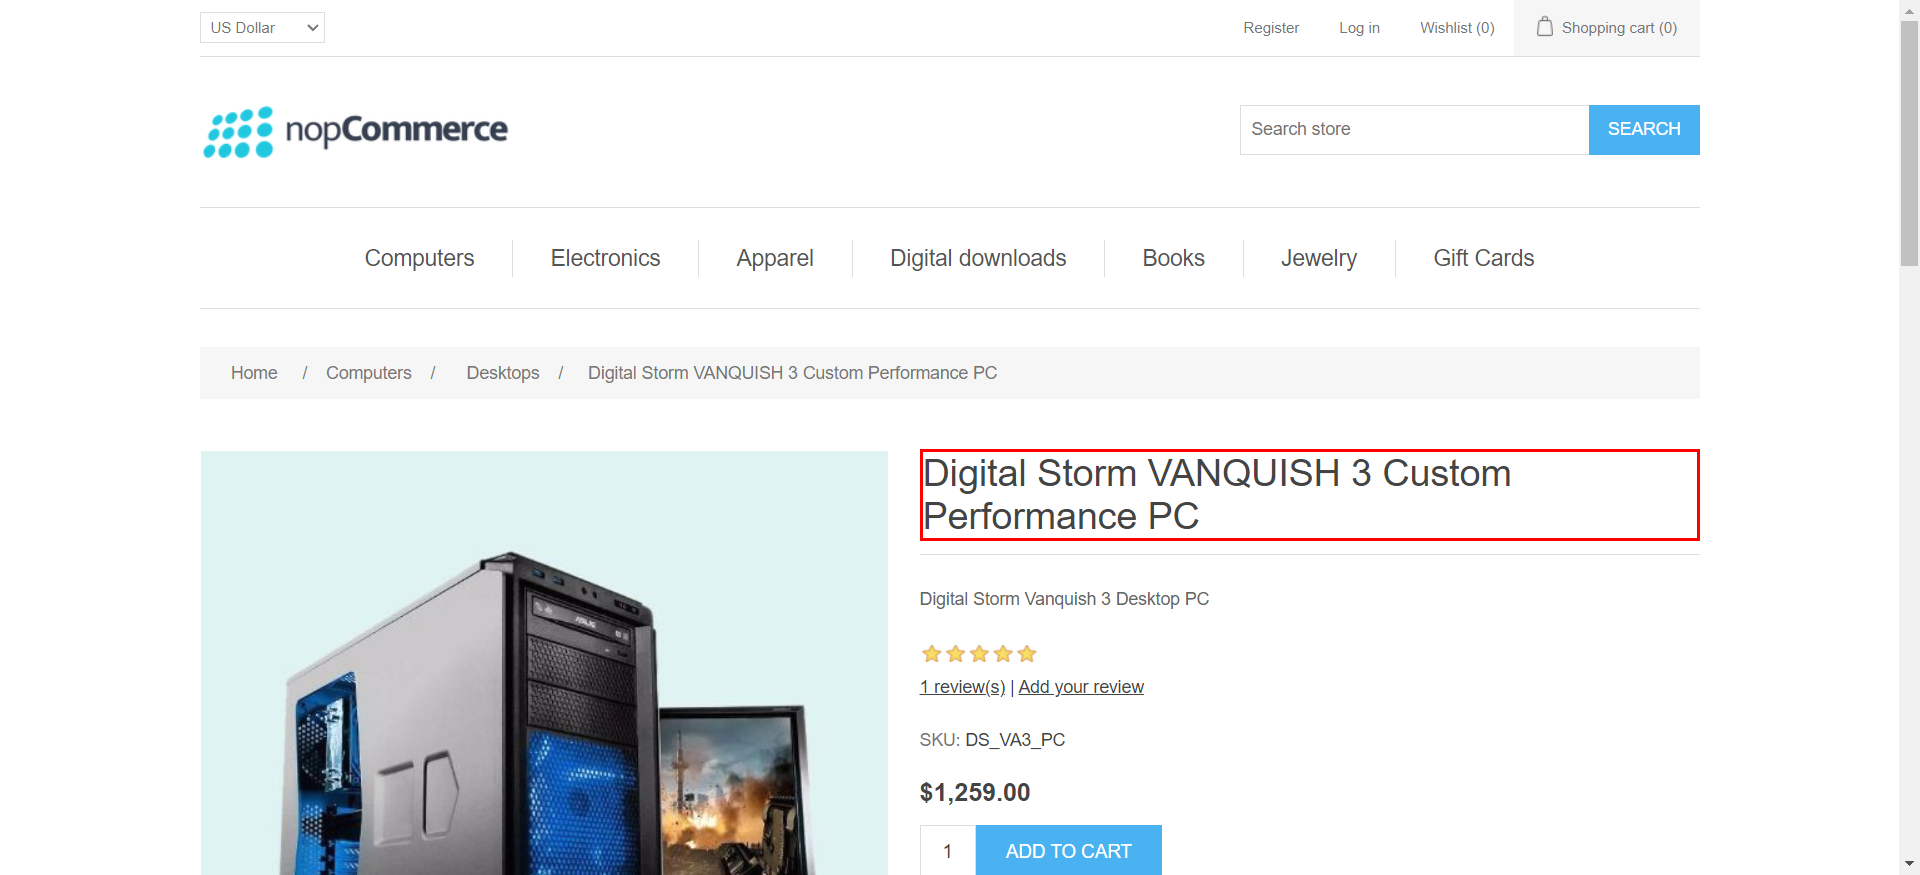 US Dollar
Register
Log in
Wishlist (0)
Shopping cart (0)
nopCommerce
Search store
SEARCH
Computers
Electronics
Apparel
Digital downloads
Books
Jewelry
Gift Cards
Home / Computers / Desktops / Digital Storm VANQUISH 3 Custom Performance PC
Digital Storm VANQUISH 3 Custom
Performance PC
Digital Storm Vanquish 3 Desktop PC
1 review(s) | Add your review
SKU: DS_VA3_PC
$1,259.00
1
ADD TO CART
ASUS